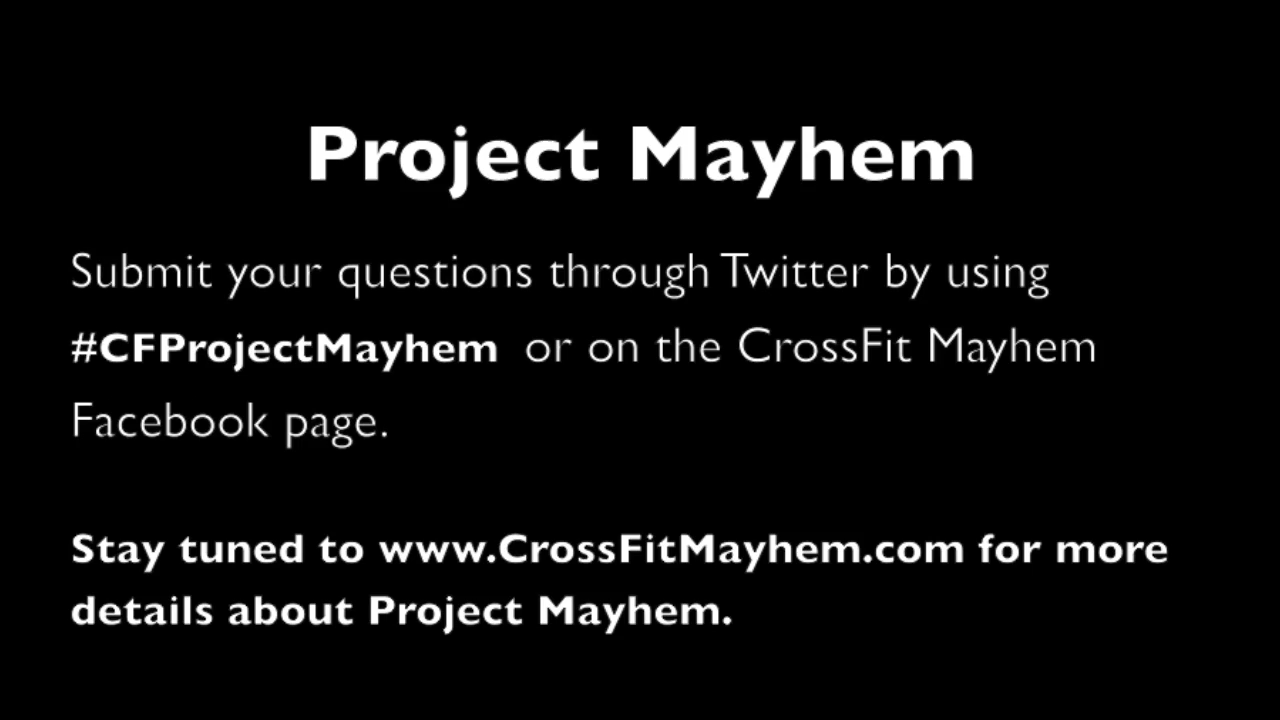 Project Mayhem
Submit your questions through Twitter by using
#CFProjectMayhem or on the CrossFit Mayhem
Facebook page.
Stay tuned to www.CrossFitMayhem.com for more
details about Project Mayhem.